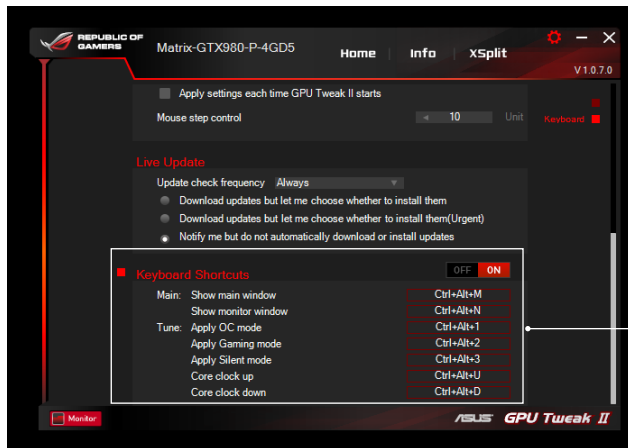 REPUBLIC OF
GAMERS
Matrix-GTX980-P-4GD5
Home
Info
XSplit
V 1.0.7.0
Apply settings each time GPU Tweak II starts
Mouse step control
10
Unit
Keyboard
Live Update
Update check frequency Always
Download updates but let me choose whether to install them
Download updates but let me choose whether to install them(Urgent)
Notify me but do not automatically download or install updates
Keyboard Shortcuts
OFF ON
Main: Show main window Ctrl+Alt+M
Show monitor window Ctrl+Alt+N
Tune: Apply OC mode Ctrl+Alt+1
Apply Gaming mode Ctrl+Alt+2
Apply Silent mode Ctrl+Alt+3
Core clock up Ctrl+Alt+U
Core clock down Ctrl+Alt+D
Monitor
ASUS GPU Tweak II